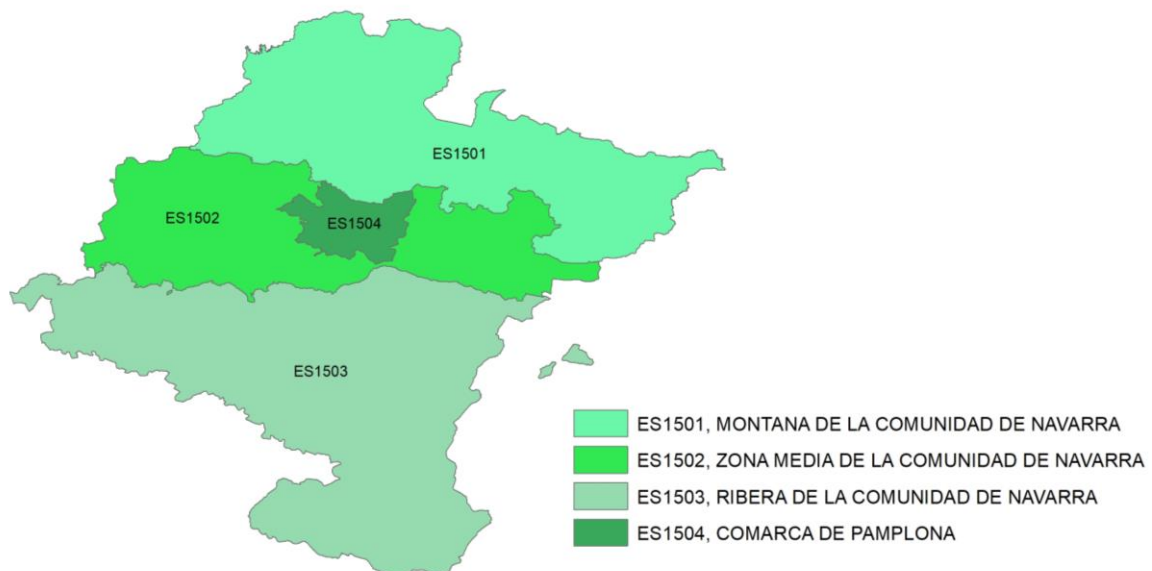 ES1501
ES1502
ES1504
ES1503
ES1501, MONTANA DE LA COMUNIDAD DE NAVARRA
ES1502, ZONA MEDIA DE LA COMUNIDAD DE NAVARRA
ES1503, RIBERA DE LA COMUNIDAD DE NAVARRA
ES1504, COMARCA DE PAMPLONA